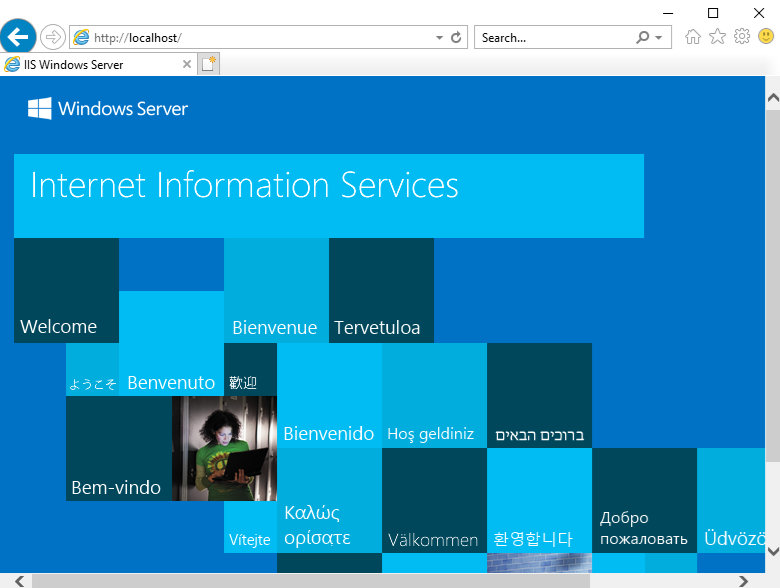 http://localhost/
Search...
IIS Windows Server
Windows Server
Internet Information Services
Welcome
Bienvenue
Tervetuloa
ようこそ
Benvenuto
歡迎
Bienvenido
Hoş geldiniz
ברוכים הבאים
Bem-vindo
Vítejte
Καλώς
ορίσατε
Välkommen
환영합니다
Добро
пожаловать
Üdvözö